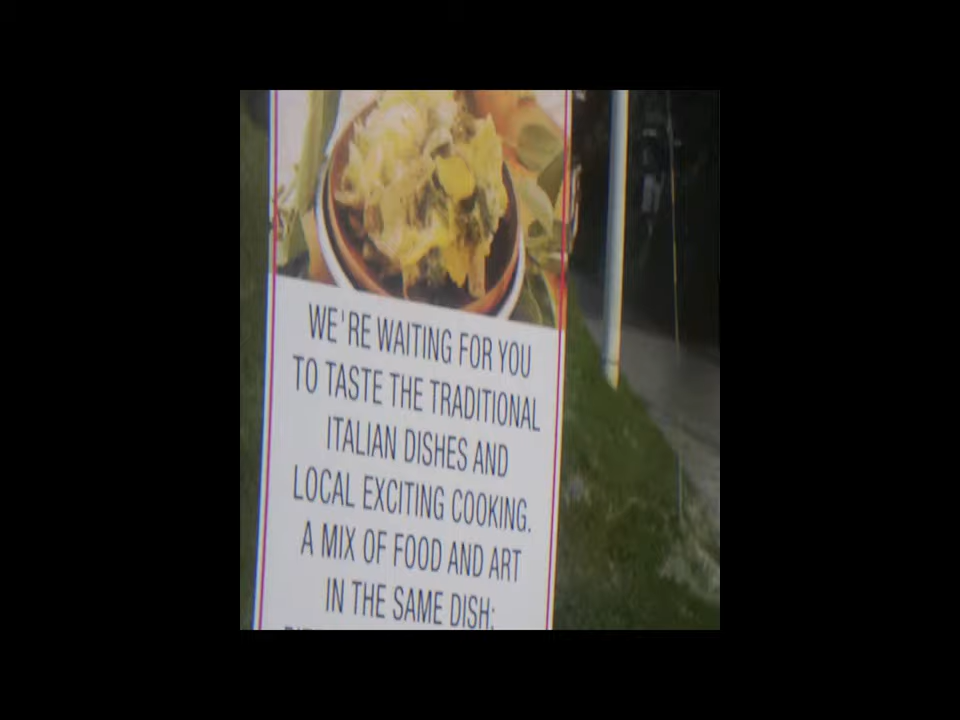 WE'RE WAITING FOR YOU
TO TASTE THE TRADITIONAL
ITALIAN DISHES AND
LOCAL EXCITING COOKING.
A MIX OF FOOD AND ART
IN THE SAME DISH: